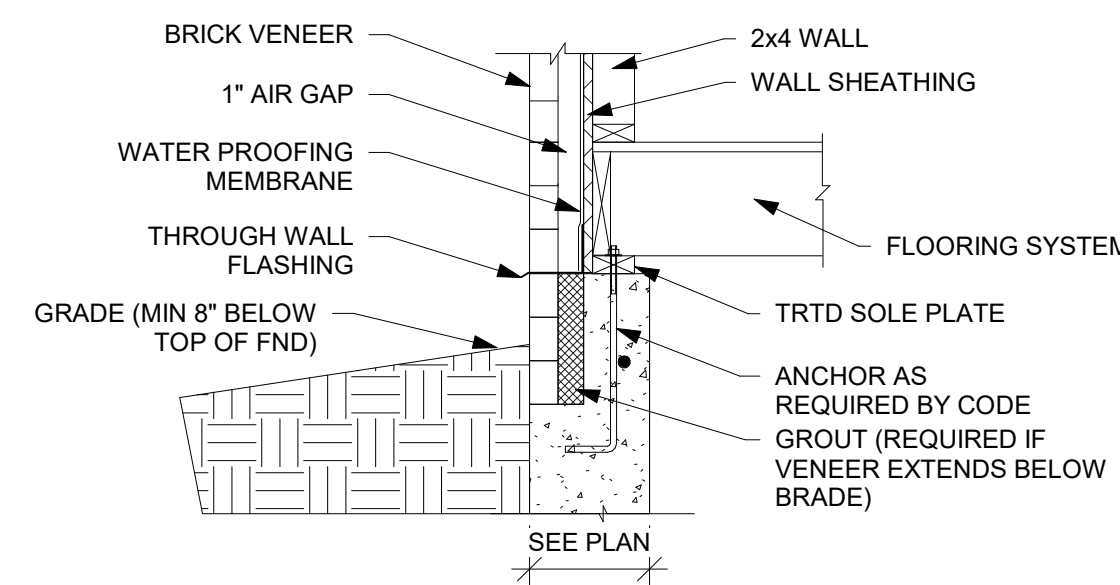 BRICK VENEER
1" AIR GAP
WATER PROOFING
MEMBRANE
THROUGH WALL
FLASHING
GRADE (MIN 8" BELOW
TOP OF FND)
2x4 WALL
WALL SHEATHING
FLOORING SYSTEM
TRTD SOLE PLATE
ANCHOR AS
REQUIRED BY CODE
GROUT (REQUIRED IF
VENEER EXTENDS BELOW
BRADE)
SEE PLAN